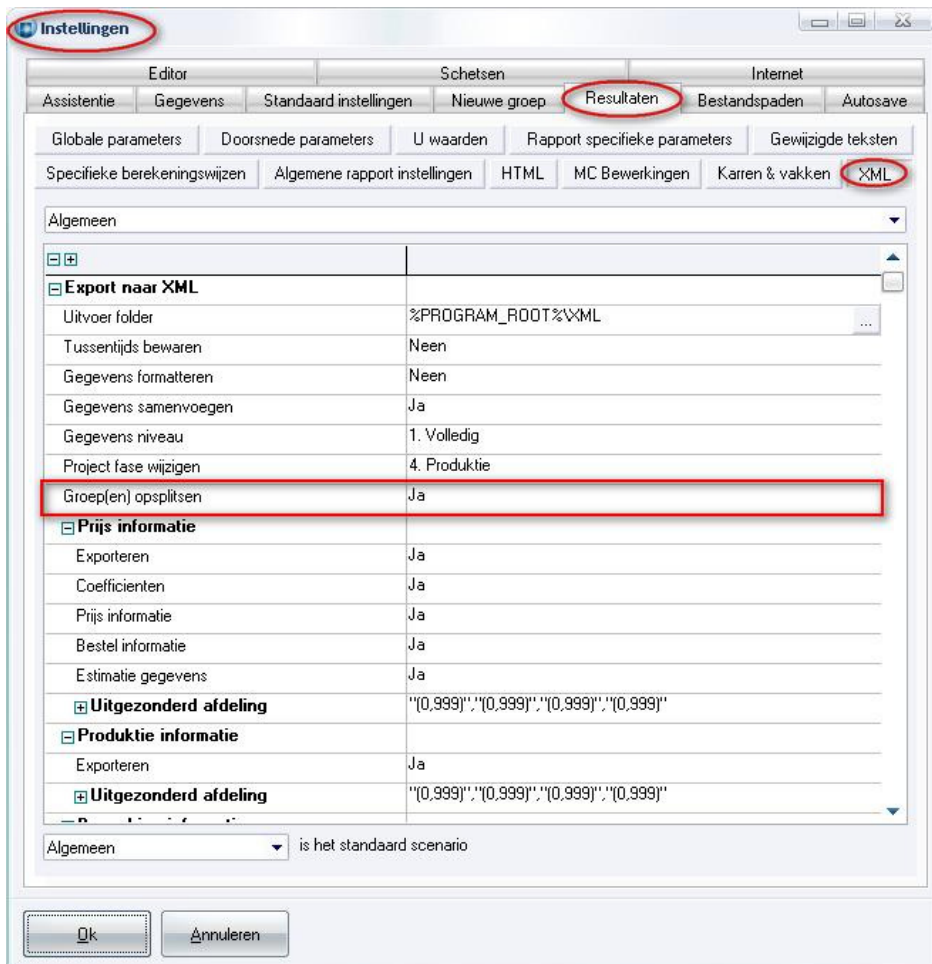 Instellingen
Editor Schetsen Internet
Assistentie Gegevens Standaard instellingen Nieuwe groep Resultaten Bestandspaden Autosave
Globale parameters Doorsnede parameters U waarden Rapport specifieke parameters Gewijzigde teksten
Specifieke berekeningswijzen Algemene rapport instellingen HTML MC Bewerkingen Karren & vakken XML
Algemeen
Export naar XML
Uitvoer folder %PROGRAM_ROOT%\XML ...
Tussentijds bewaren Neen
Gegevens formatteren Neen
Gegevens samenvoegen Ja
Gegevens niveau 1. Volledig
Project fase wijzigen 4. Produktie
Groep(en) opsplitsen Ja
Prijs informatie
Exporteren Ja
Coefficienten Ja
Prijs informatie Ja
Bestel informatie Ja
Estimatie gegevens Ja
Uitgezonderd afdeling "(0,999)","(0,999)","(0,999)","(0,999)"
Produktie informatie
Exporteren Ja
Uitgezonderd afdeling "(0,999)","(0,999)","(0,999)","(0,999)"
Algemeen is het standaard scenario
Ok Annuleren